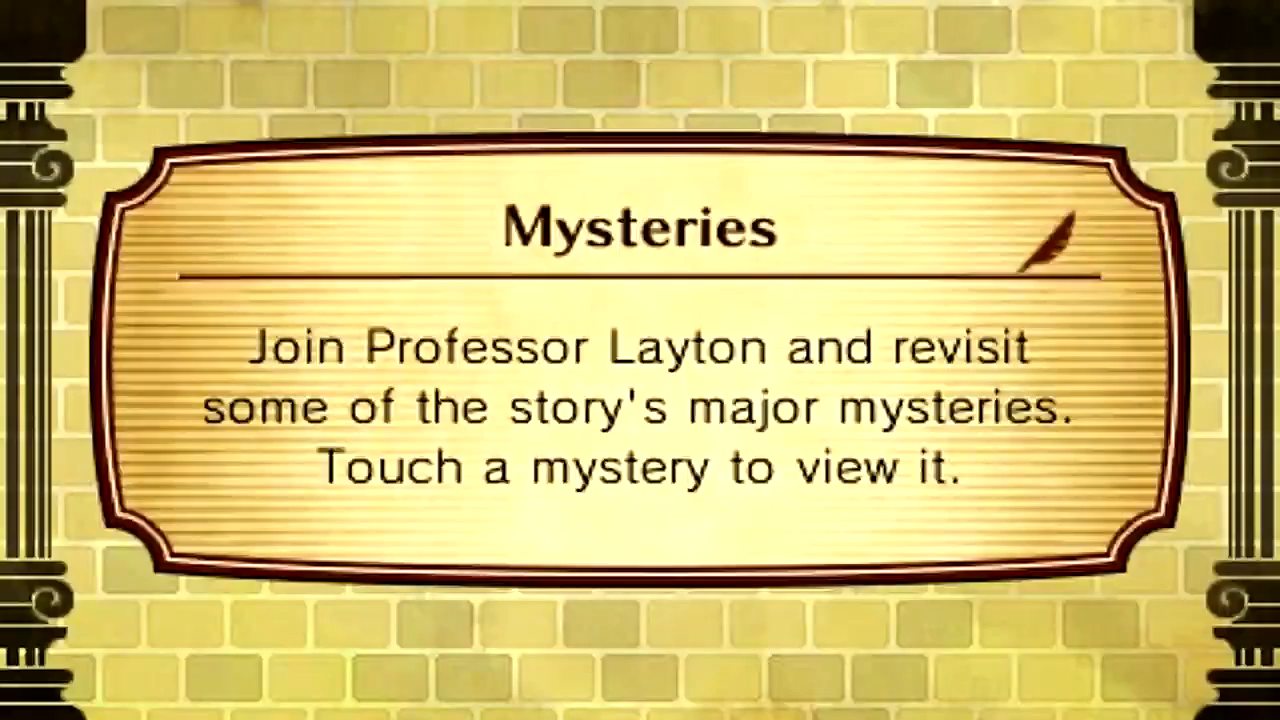 Mysteries
Join Professor Layton and revisit
some of the story's major mysteries.
Touch a mystery to view it.